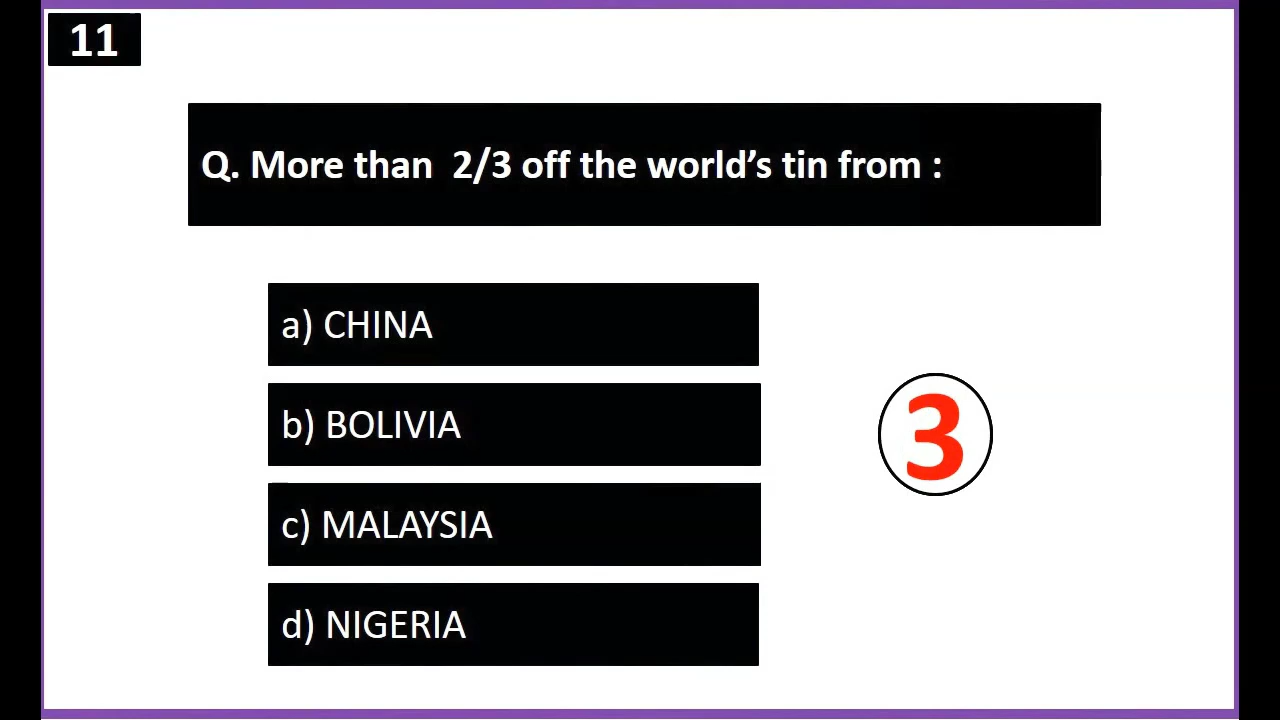 11
Q. More than  2/3 off the world’s tin from :
a) CHINA
b) BOLIVIA
c) MALAYSIA
3
d) NIGERIA